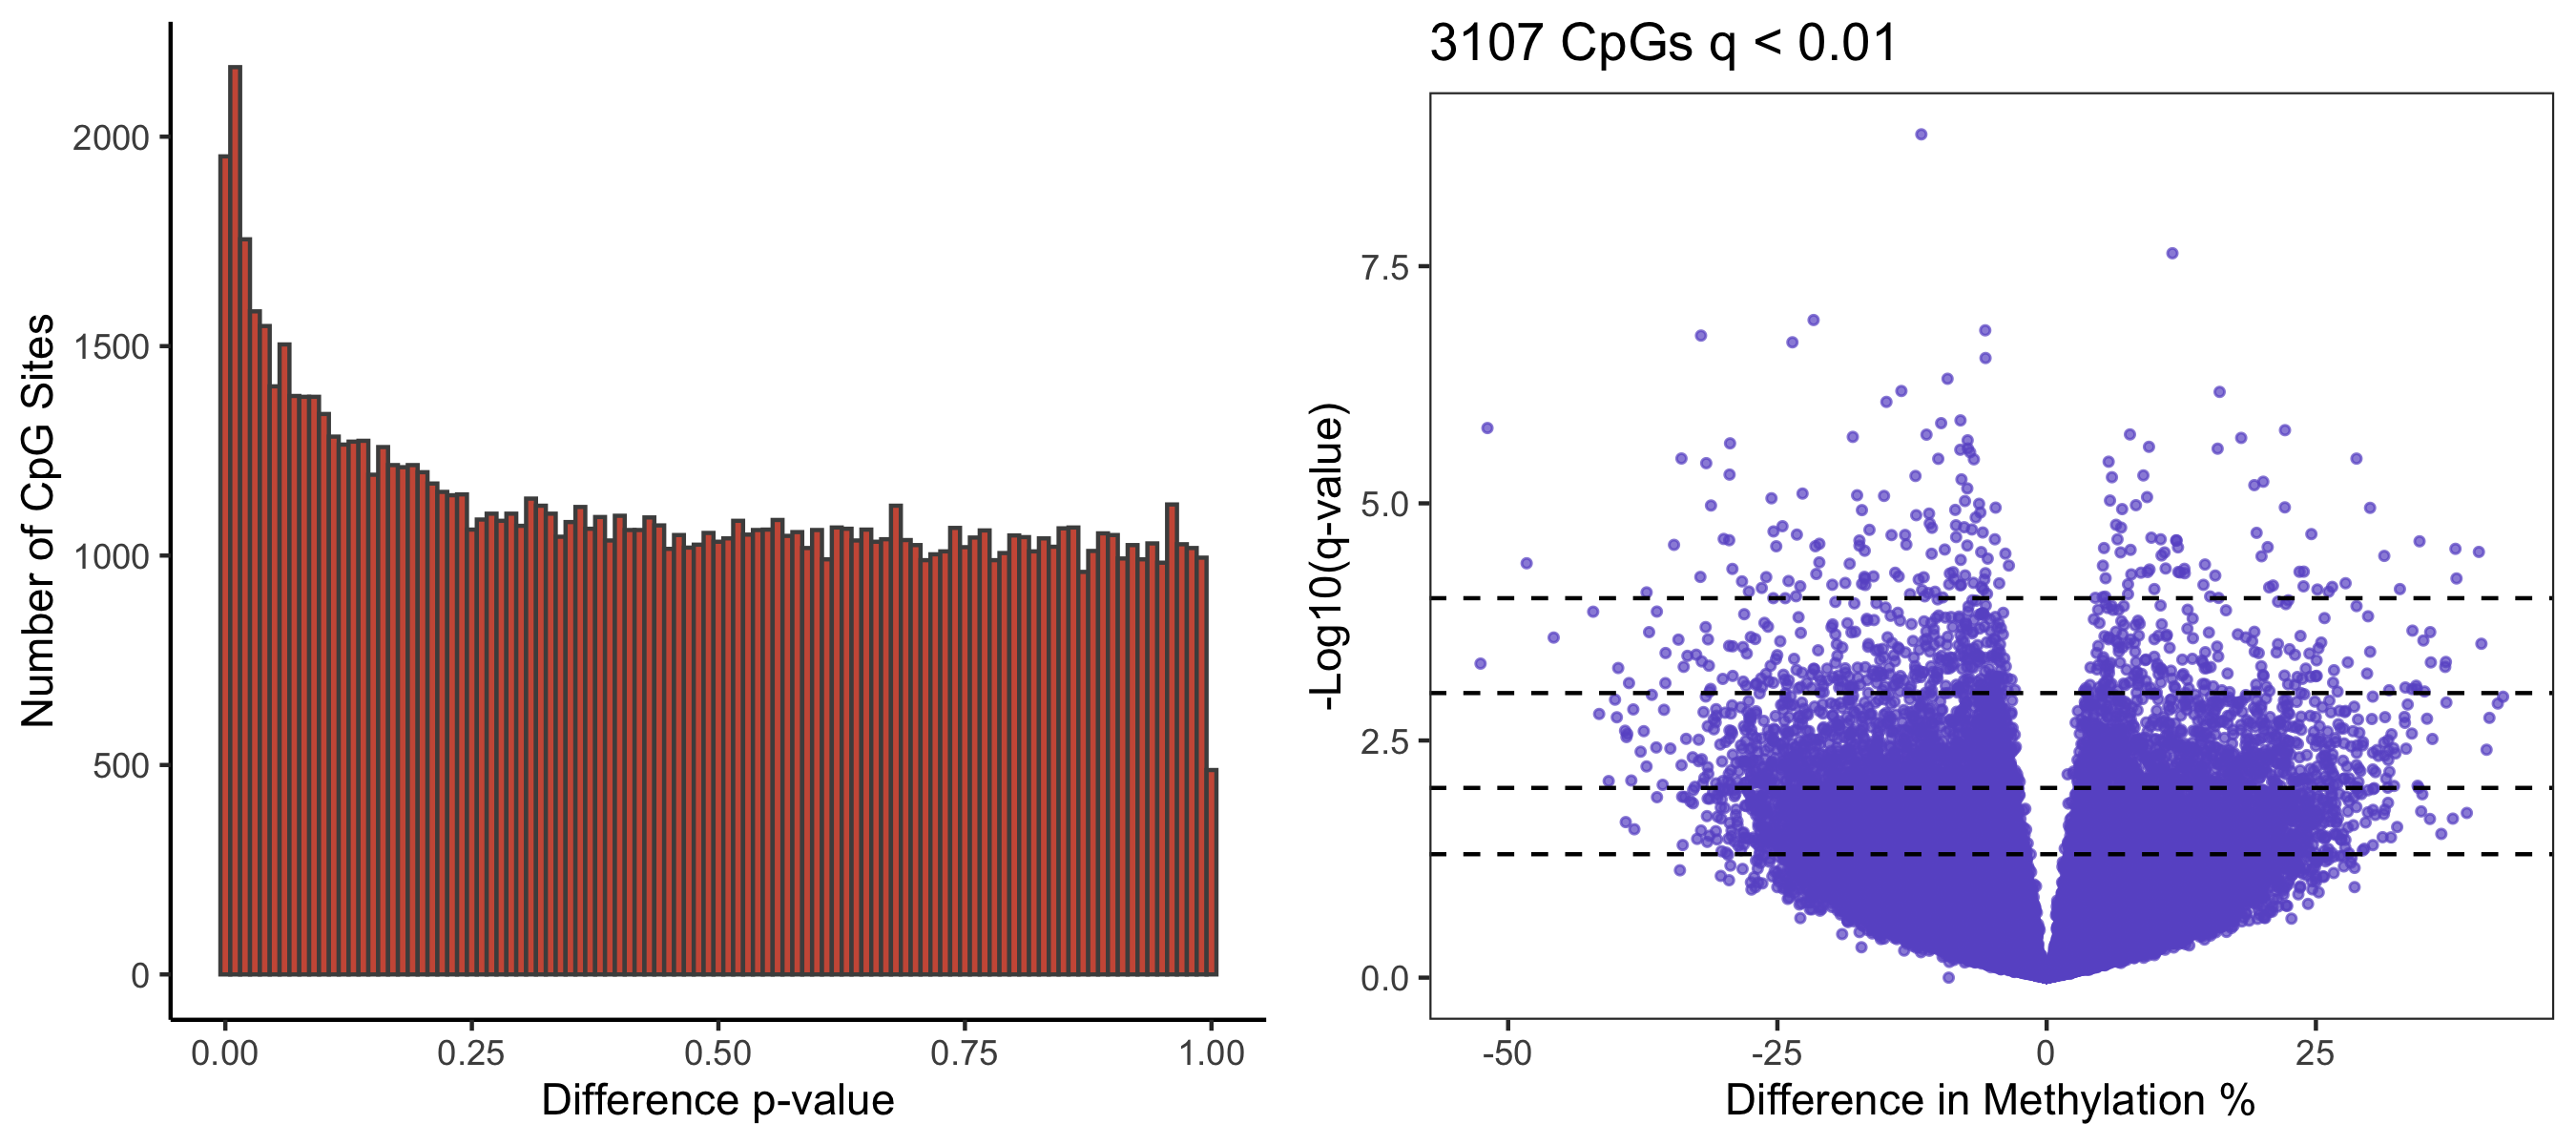 Number of CpG Sites
2000
1500
1000
500
0
0.00 0.25 0.50 0.75 1.00
Difference p-value
3107 CpGs q < 0.01
-Log10(q-value)
7.5
5.0
2.5
0.0
-50 -25 0 25
Difference in Methylation %